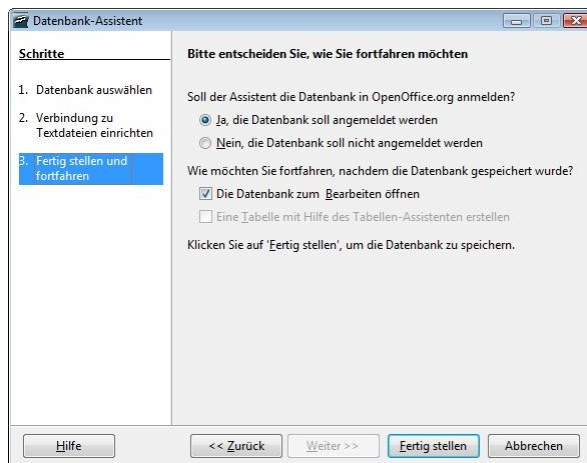 Datenbank-Assistent
Schritte
1. Datenbank auswählen
2. Verbindung zu
Textdateien einrichten
3. Fertig stellen und
fortfahren
Bitte entscheiden Sie, wie Sie fortfahren möchten
Soll der Assistent die Datenbank in OpenOffice.org anmelden?
Ja, die Datenbank soll angemeldet werden
Nein, die Datenbank soll nicht angemeldet werden
Wie möchten Sie fortfahren, nachdem die Datenbank gespeichert wurde?
Die Datenbank zum Bearbeiten öffnen
Eine Tabelle mit Hilfe des Tabellen-Assistenten erstellen
Klicken Sie auf 'Fertig stellen', um die Datenbank zu speichern.
Hilfe
<< Zurück
Weiter >>
Fertig stellen
Abbrechen